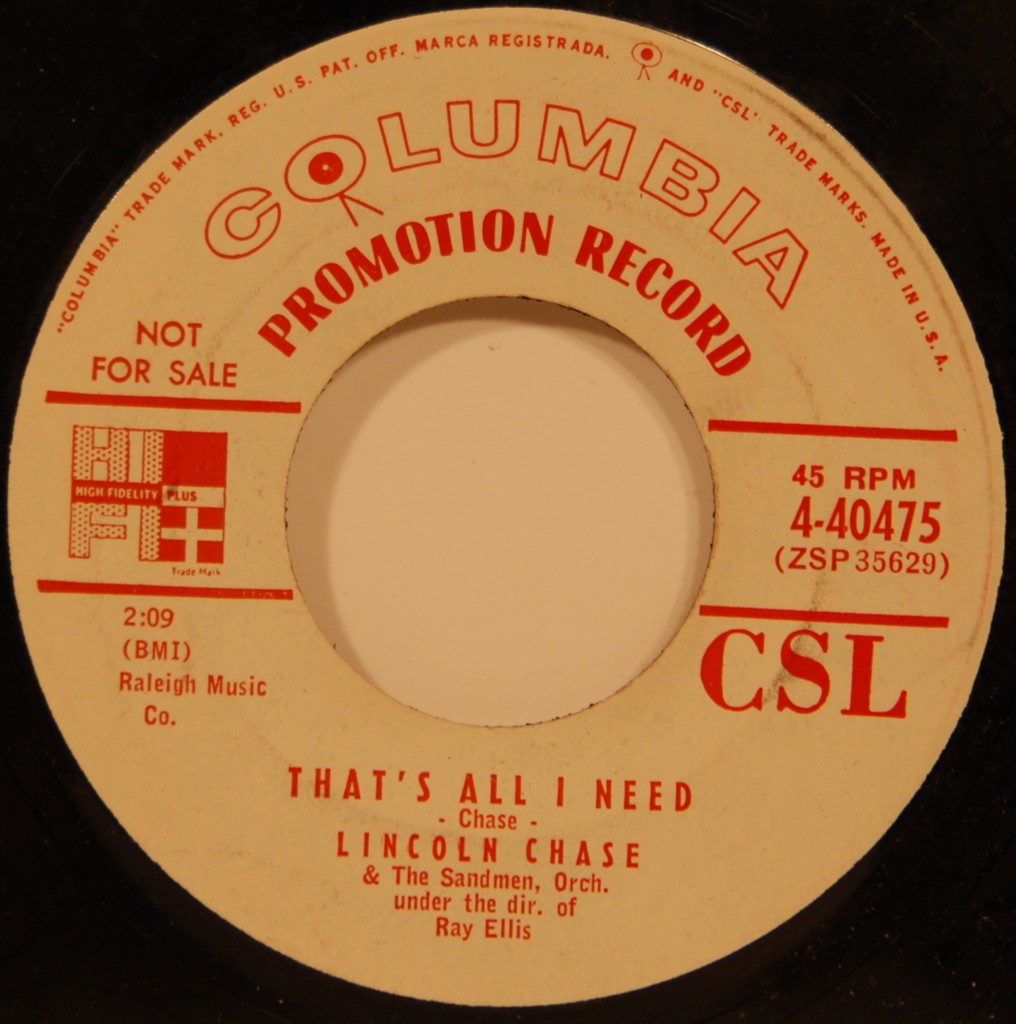 "COLUMBIA" TRADE MARK. REG. U.S. PAT. OFF. MARCA REGISTRADA. AND "CSL" TRADE MARKS. MADE IN U.S.A.
COLUMBIA
PROMOTION RECORD
NOT
FOR SALE
HI
HIGH FIDELITY PLUS
FI
Trade Mark
2:09
(BMI)
Raleigh Music
Co.
45 RPM
4-40475
(ZSP 35629)
CSL
THAT'S ALL I NEED
- Chase -
LINCOLN CHASE
& The Sandmen, Orch.
under the dir. of
Ray Ellis